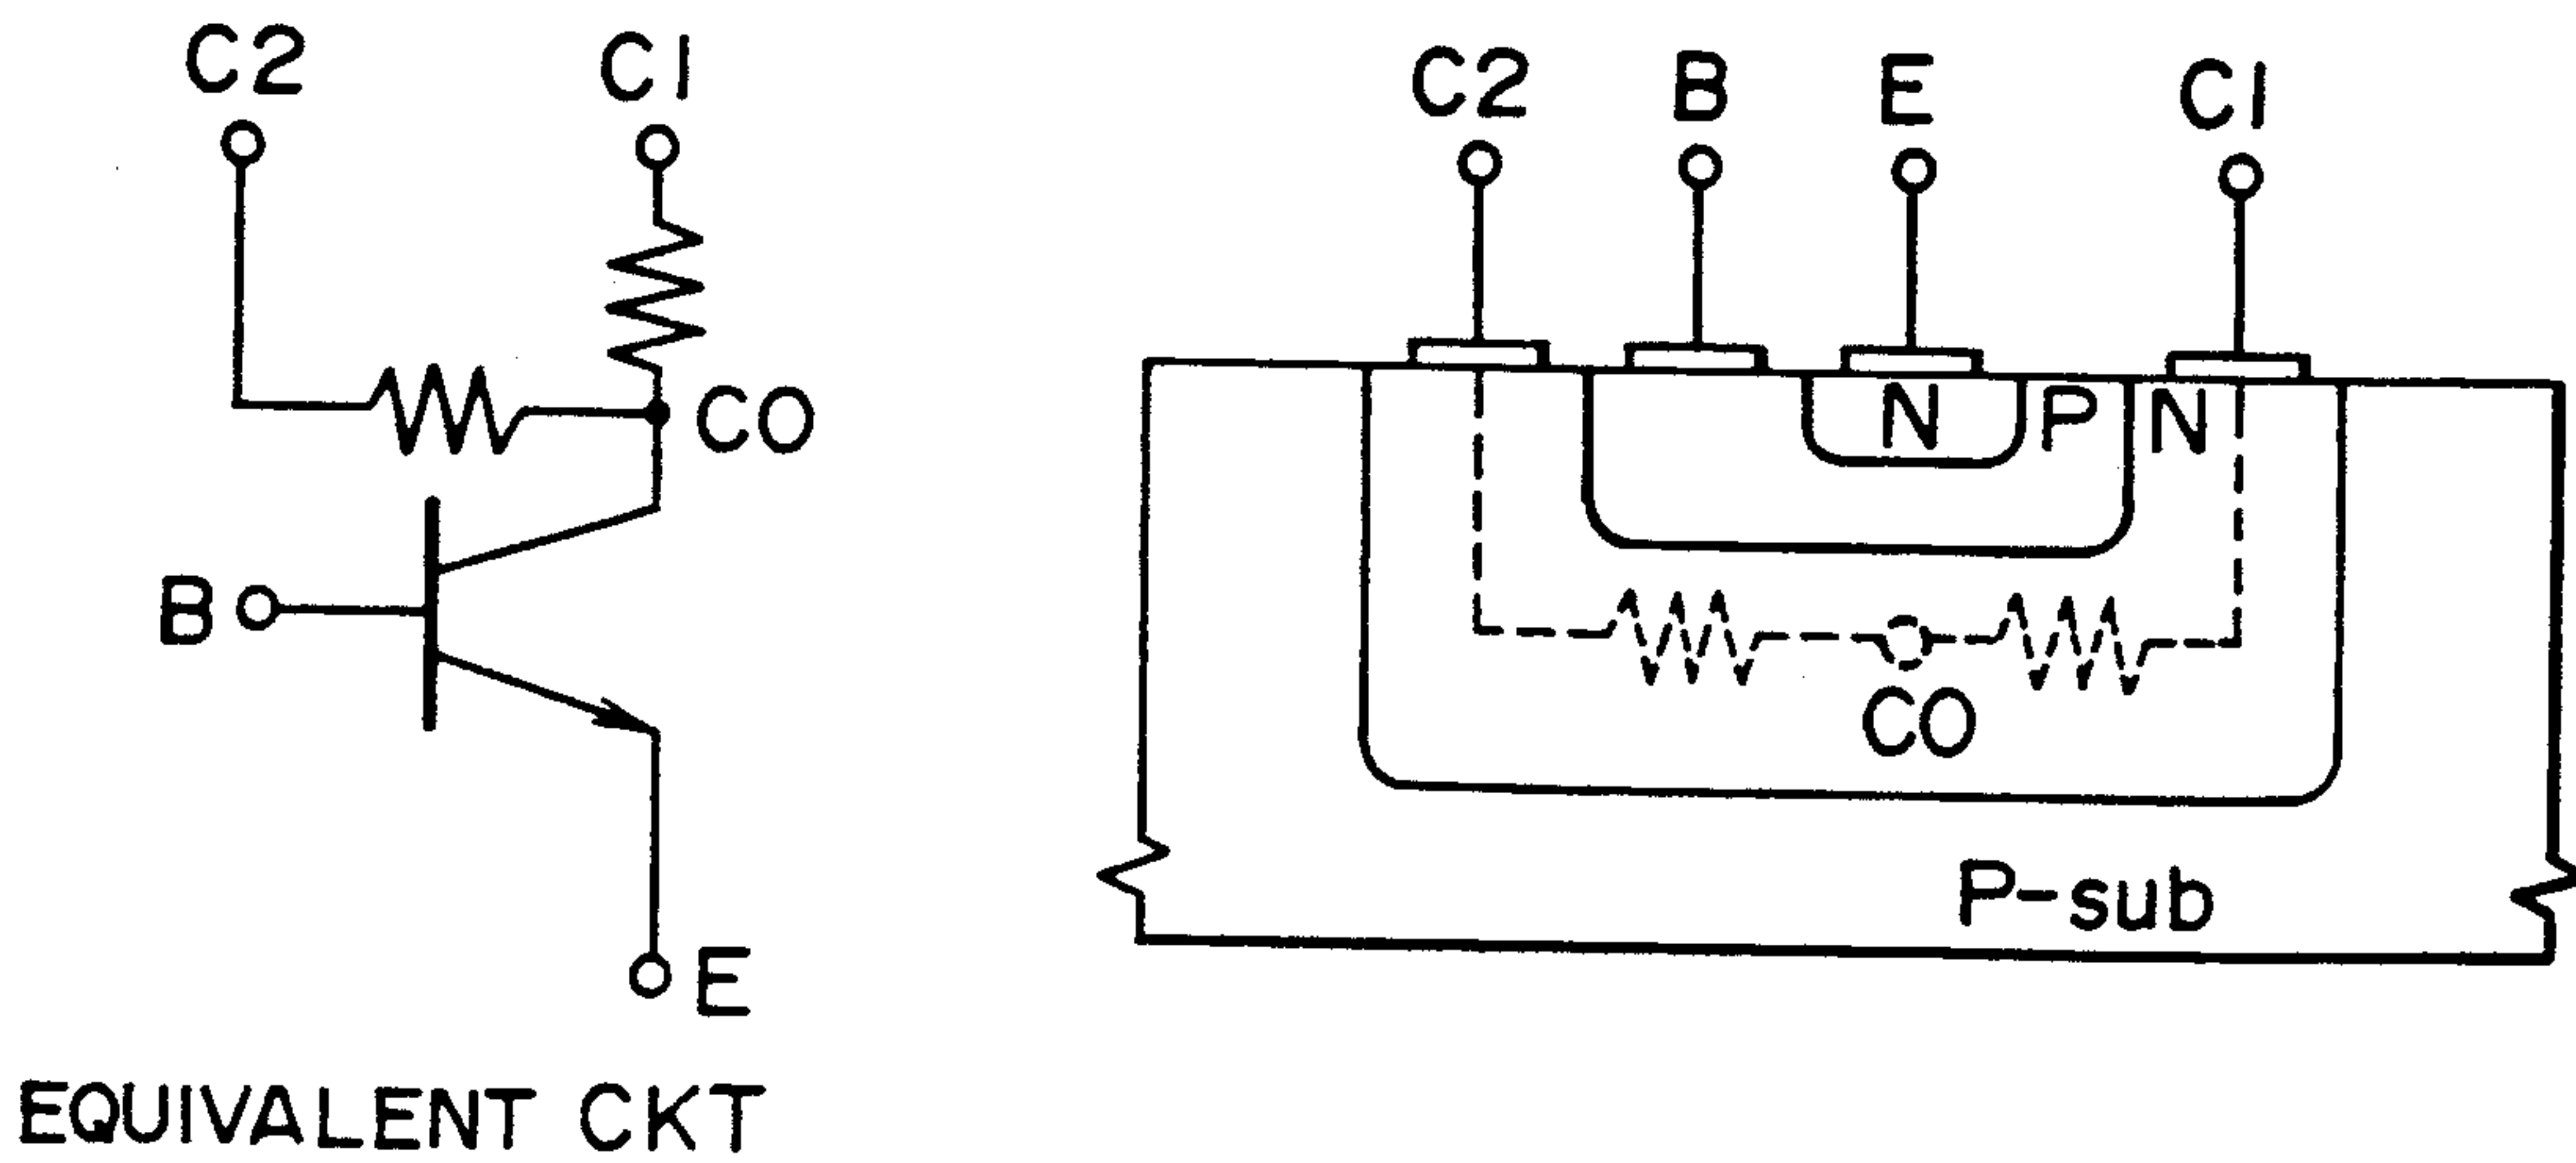 C2 C1
CO
B
E
EQUIVALENT CKT
C2 B E C1
N P N
CO
P-sub